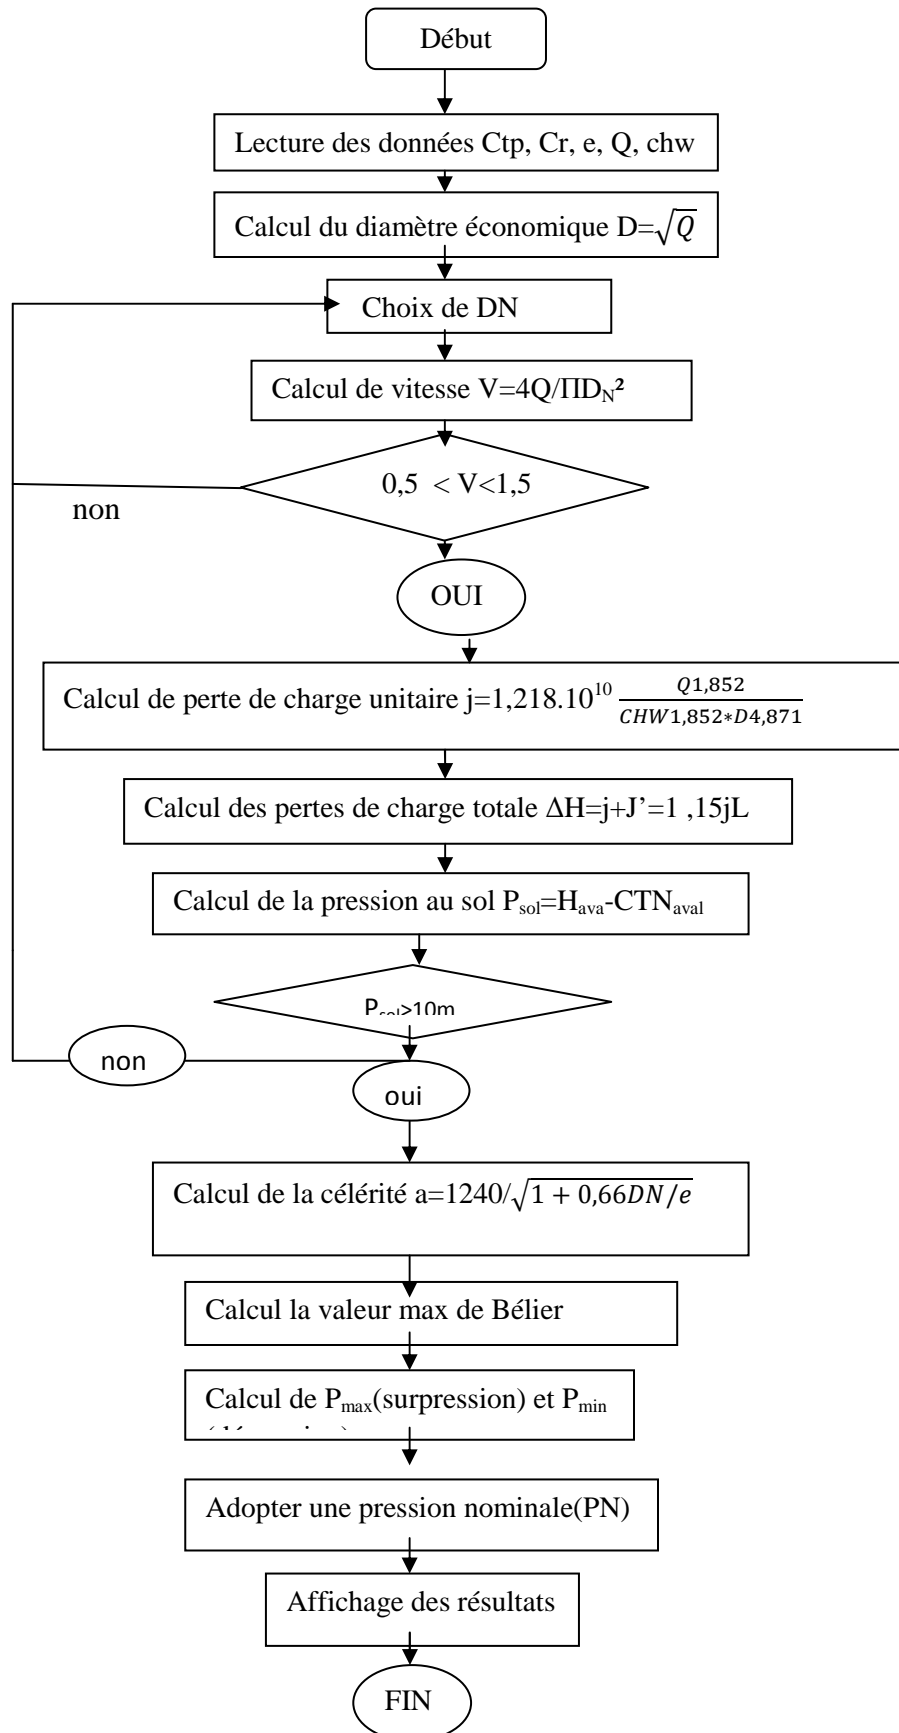 Début
Lecture des données Ctp, Cr, e, Q, chw
Calcul du diamètre économique D=√Q
Choix de DN
Calcul de vitesse V=4Q/ΠD_N²
0,5 < V<1,5
non
OUI
Calcul de perte de charge unitaire j=1,218.10^10 Q1,852/CHW1,852*D4,871
Calcul des pertes de charge totale ΔH=j+J’=1 ,15jL
Calcul de la pression au sol P_sol=H_ava-CTN_aval
P_sol>10m
non
oui
Calcul de la célérité a=1240/√1 + 0,66DN/e
Calcul la valeur max de Bélier
Calcul de P_max(surpression) et P_min
Adopter une pression nominale(PN)
Affichage des résultats
FIN